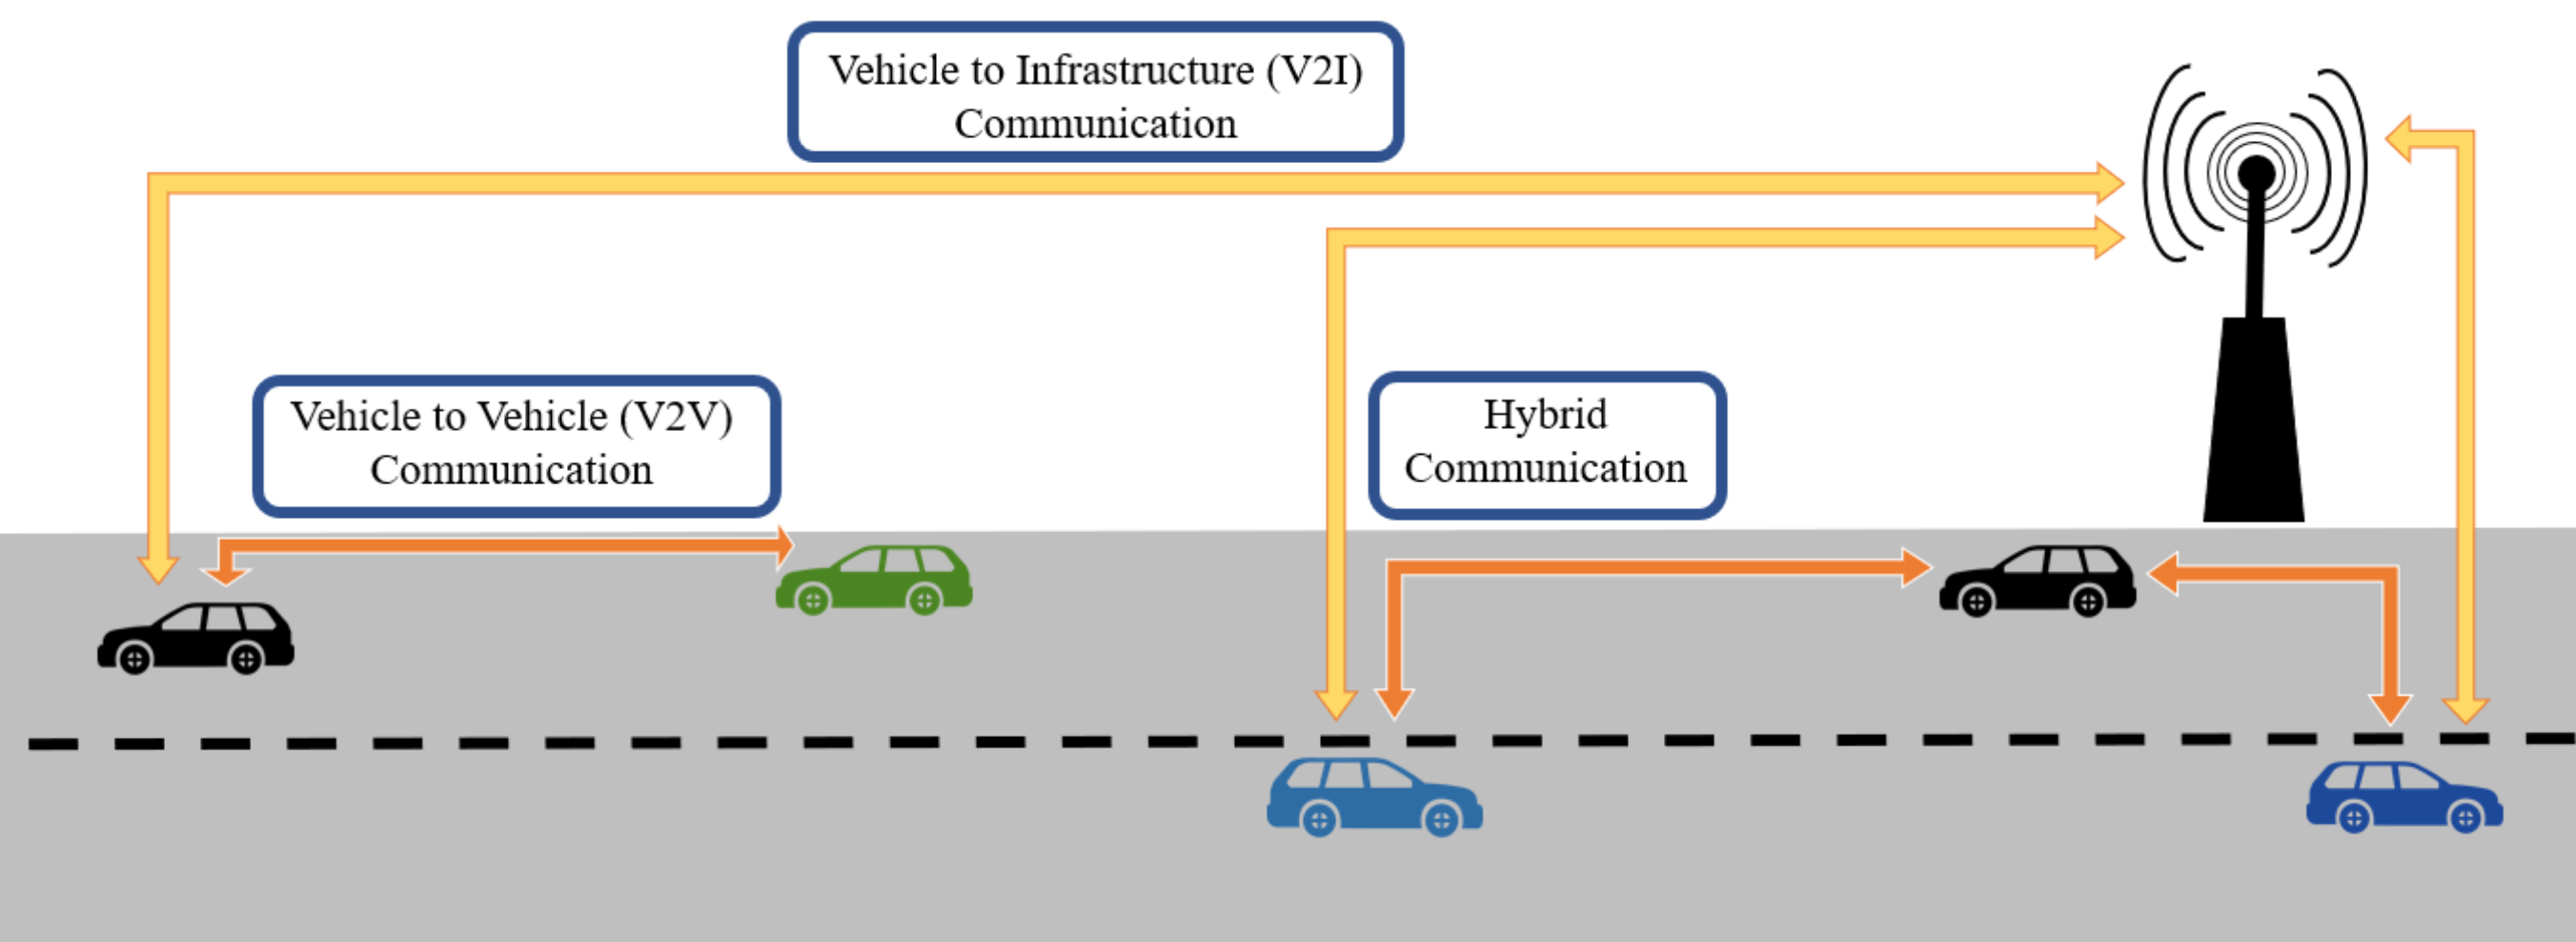 Vehicle to Infrastructure (V2I)
Communication
Vehicle to Vehicle (V2V)
Communication
Hybrid
Communication